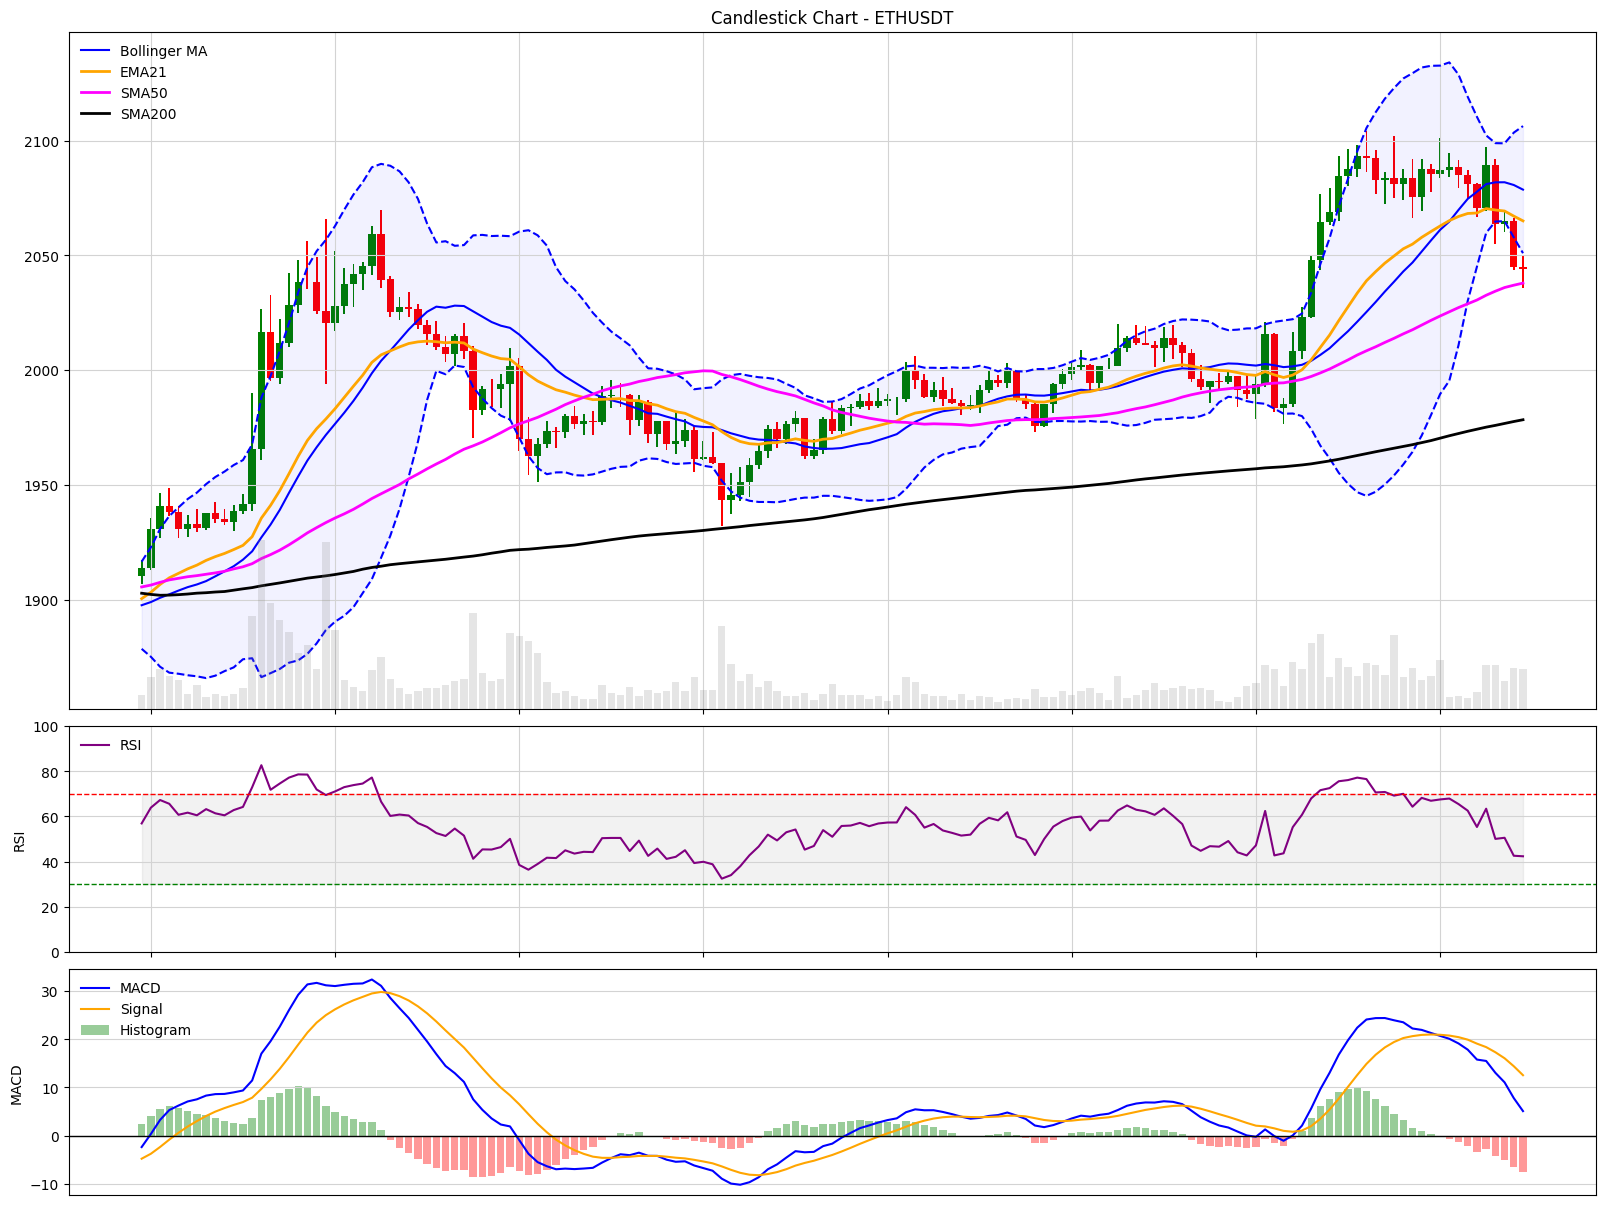 Candlestick Chart - ETHUSDT
Bollinger MA
EMA21
SMA50
SMA200
2100
2050
2000
1950
1900
RSI
100
80
60
40
20
0
RSI
MACD
Signal
Histogram
30
20
10
0
−10
MACD